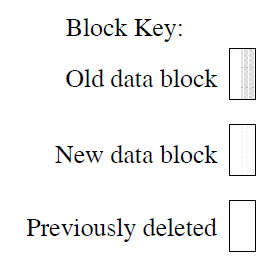 Block Key:
Old data block
New data block
Previously deleted